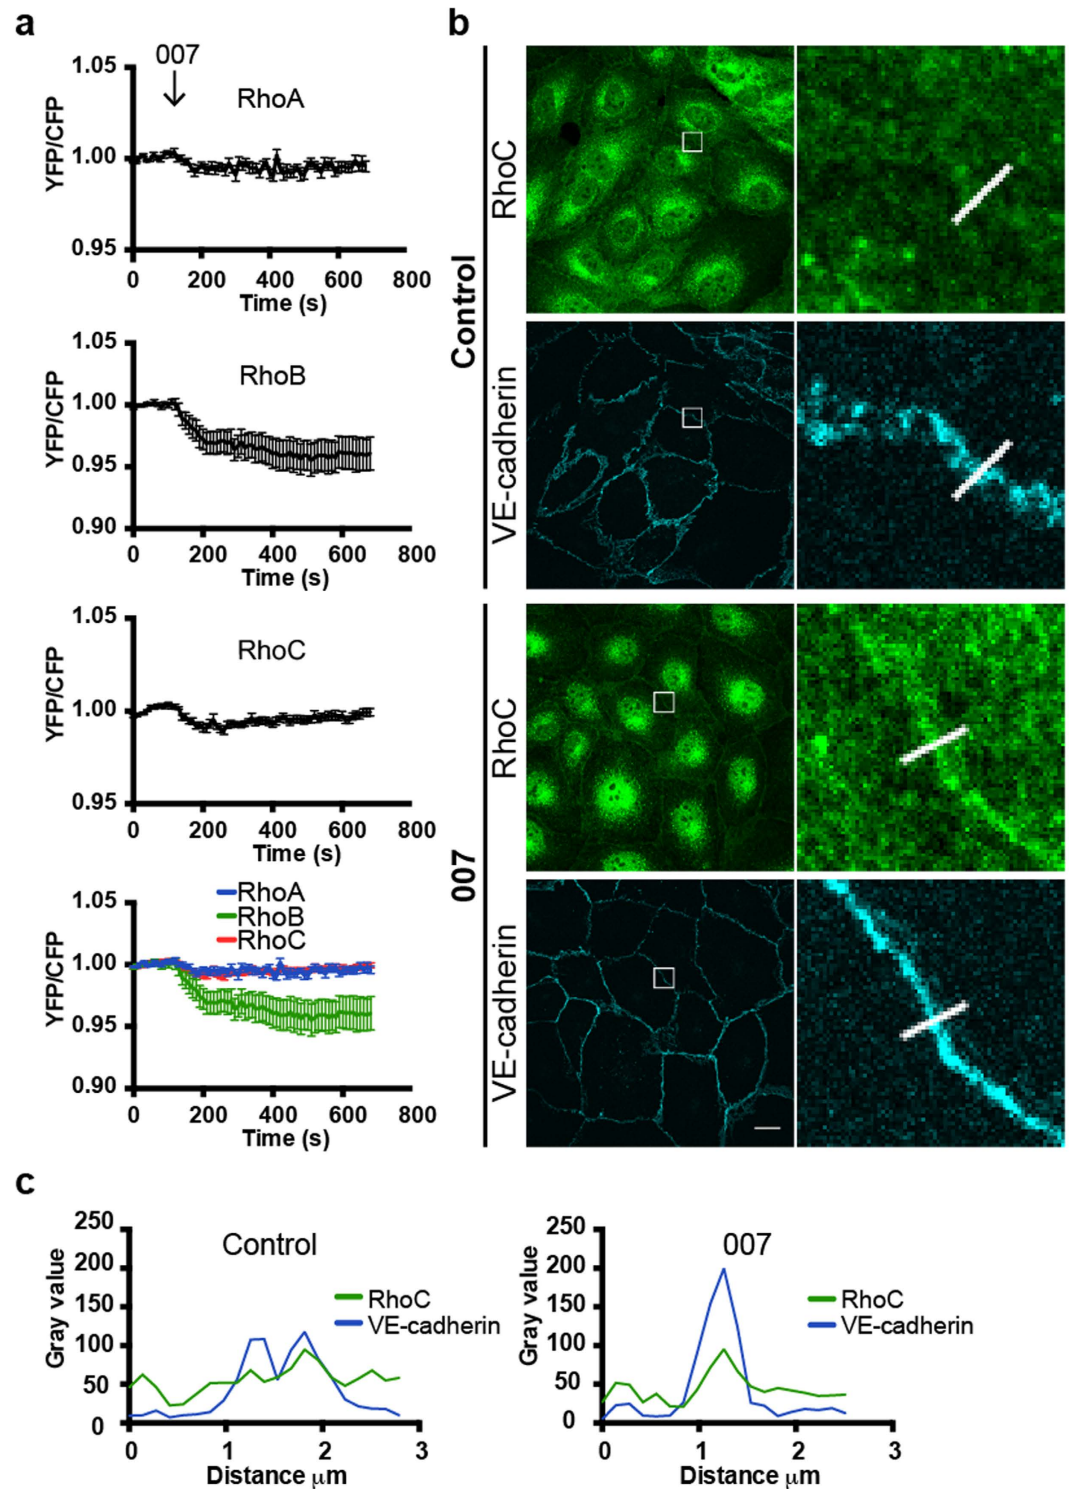 a
007
RhoA
YFP/CFP
1.05
1.00
0.95
0 200 400 600 800
Time (s)
RhoB
YFP/CFP
1.05
1.00
0.95
0.90
0 200 400 600 800
Time (s)
RhoC
YFP/CFP
1.05
1.00
0.95
0 200 400 600 800
Time (s)
RhoA
RhoB
RhoC
YFP/CFP
1.05
1.00
0.95
0.90
0 200 400 600 800
Time (s)
b
Control
RhoC
VE-cadherin
007
RhoC
VE-cadherin
c
Control
Gray value
250
200
150
100
50
0
RhoC
VE-cadherin
0 1 2 3
Distance μm
007
Gray value
250
200
150
100
50
0
RhoC
VE-cadherin
0 1 2 3
Distance μm